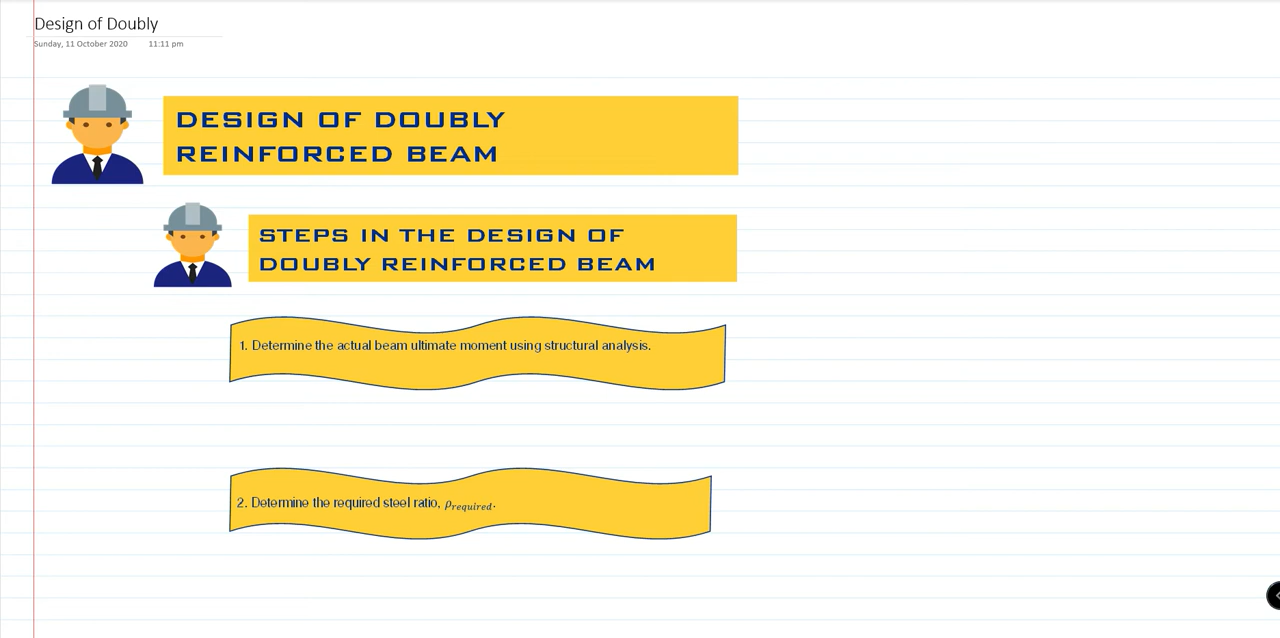 Design of Doubly
Sunday, 11 October 2020 11:11 pm
DESIGN OF DOUBLY
REINFORCED BEAM
STEPS IN THE DESIGN OF
DOUBLY REINFORCED BEAM
1. Determine the actual beam ultimate moment using structural analysis.
2. Determine the required steel ratio, ρ_required.